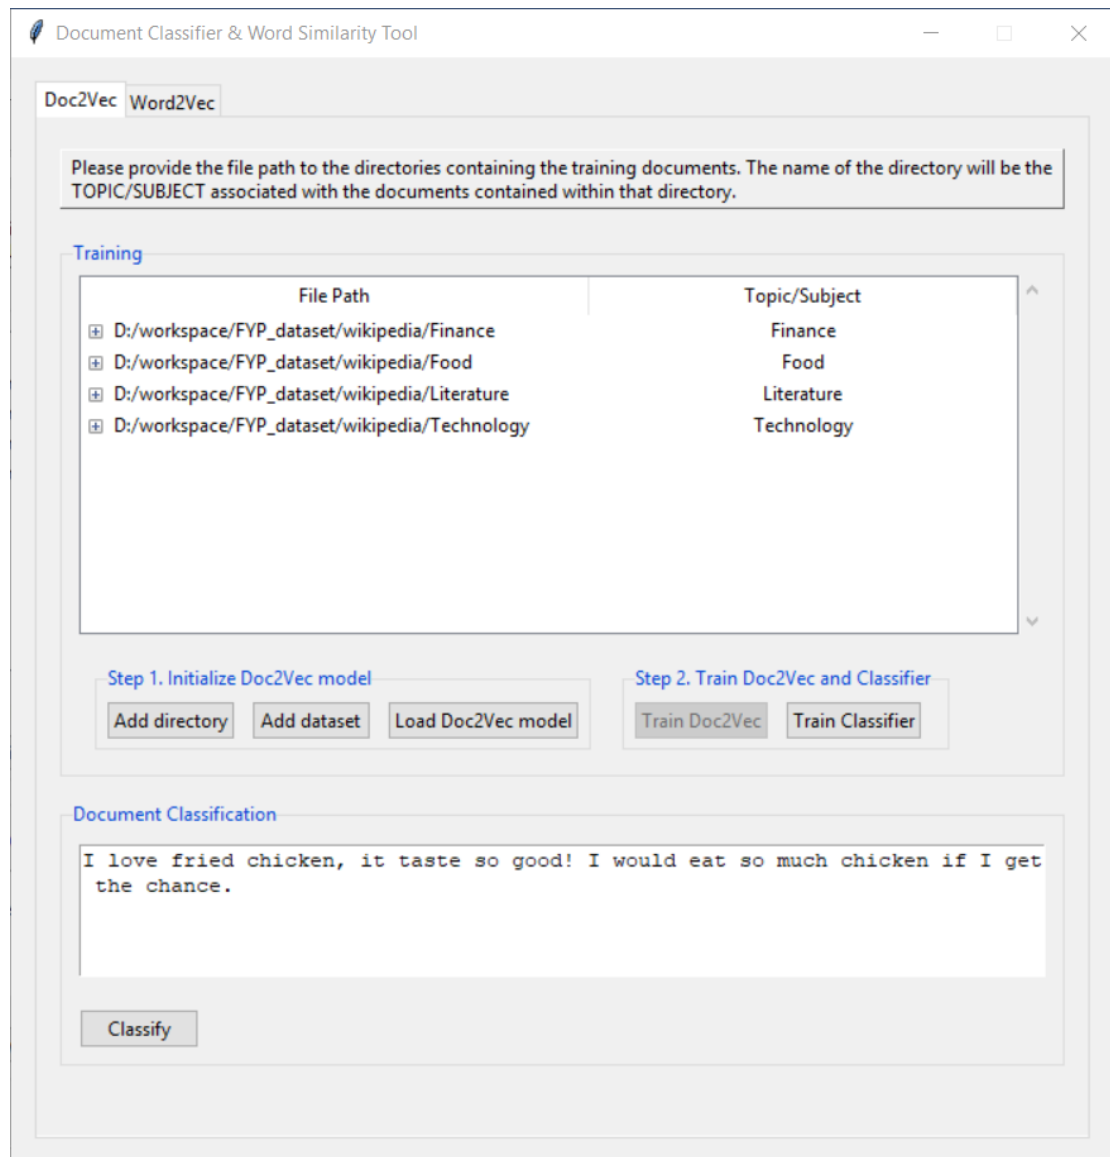 Document Classifier & Word Similarity Tool
Doc2Vec Word2Vec
Please provide the file path to the directories containing the training documents. The name of the directory will be the
TOPIC/SUBJECT associated with the documents contained within that directory.
Training
File Path Topic/Subject
D:/workspace/FYP_dataset/wikipedia/Finance Finance
D:/workspace/FYP_dataset/wikipedia/Food Food
D:/workspace/FYP_dataset/wikipedia/Literature Literature
D:/workspace/FYP_dataset/wikipedia/Technology Technology
Step 1. Initialize Doc2Vec model Step 2. Train Doc2Vec and Classifier
Add directory Add dataset Load Doc2Vec model Train Doc2Vec Train Classifier
Document Classification
I love fried chicken, it taste so good! I would eat so much chicken if I get
the chance.
Classify